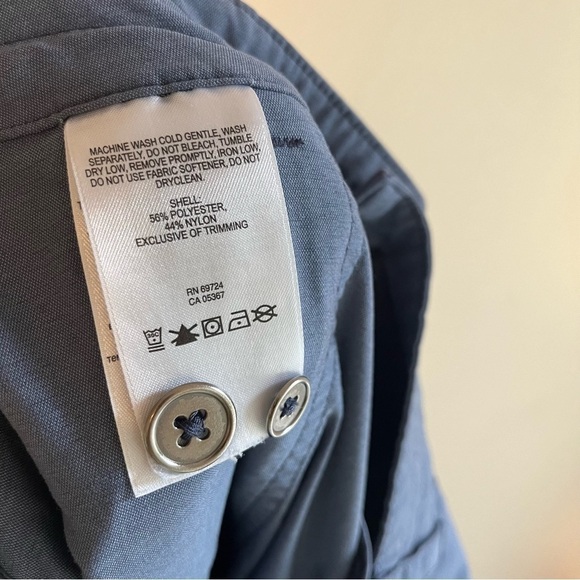 MACHINE WASH COLD GENTLE, WASH
SEPARATELY, DO NOT BLEACH, TUMBLE
DRY LOW, REMOVE PROMPTLY, IRON LOW,
DO NOT USE FABRIC SOFTENER, DO NOT
DRYCLEAN.
SHELL:
56% POLYESTER,
44% NYLON
EXCLUSIVE OF TRIMMING
RN 69724
CA 05367